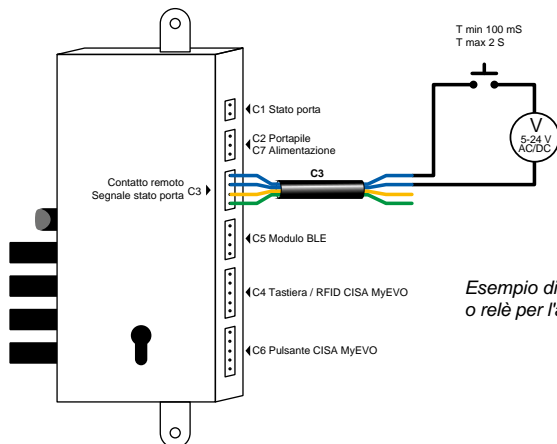 T min 100 mS
T max 2 S
V
5-24 V
AC/DC
C1 Stato porta
C2 Portapile
C7 Alimentazione
C3
Contatto remoto
Segnale stato porta
C3
C5 Modulo BLE
C4 Tastiera / RFID CISA MyEVO
Esempio di
o relè per l'a
C6 Pulsante CISA MyEVO